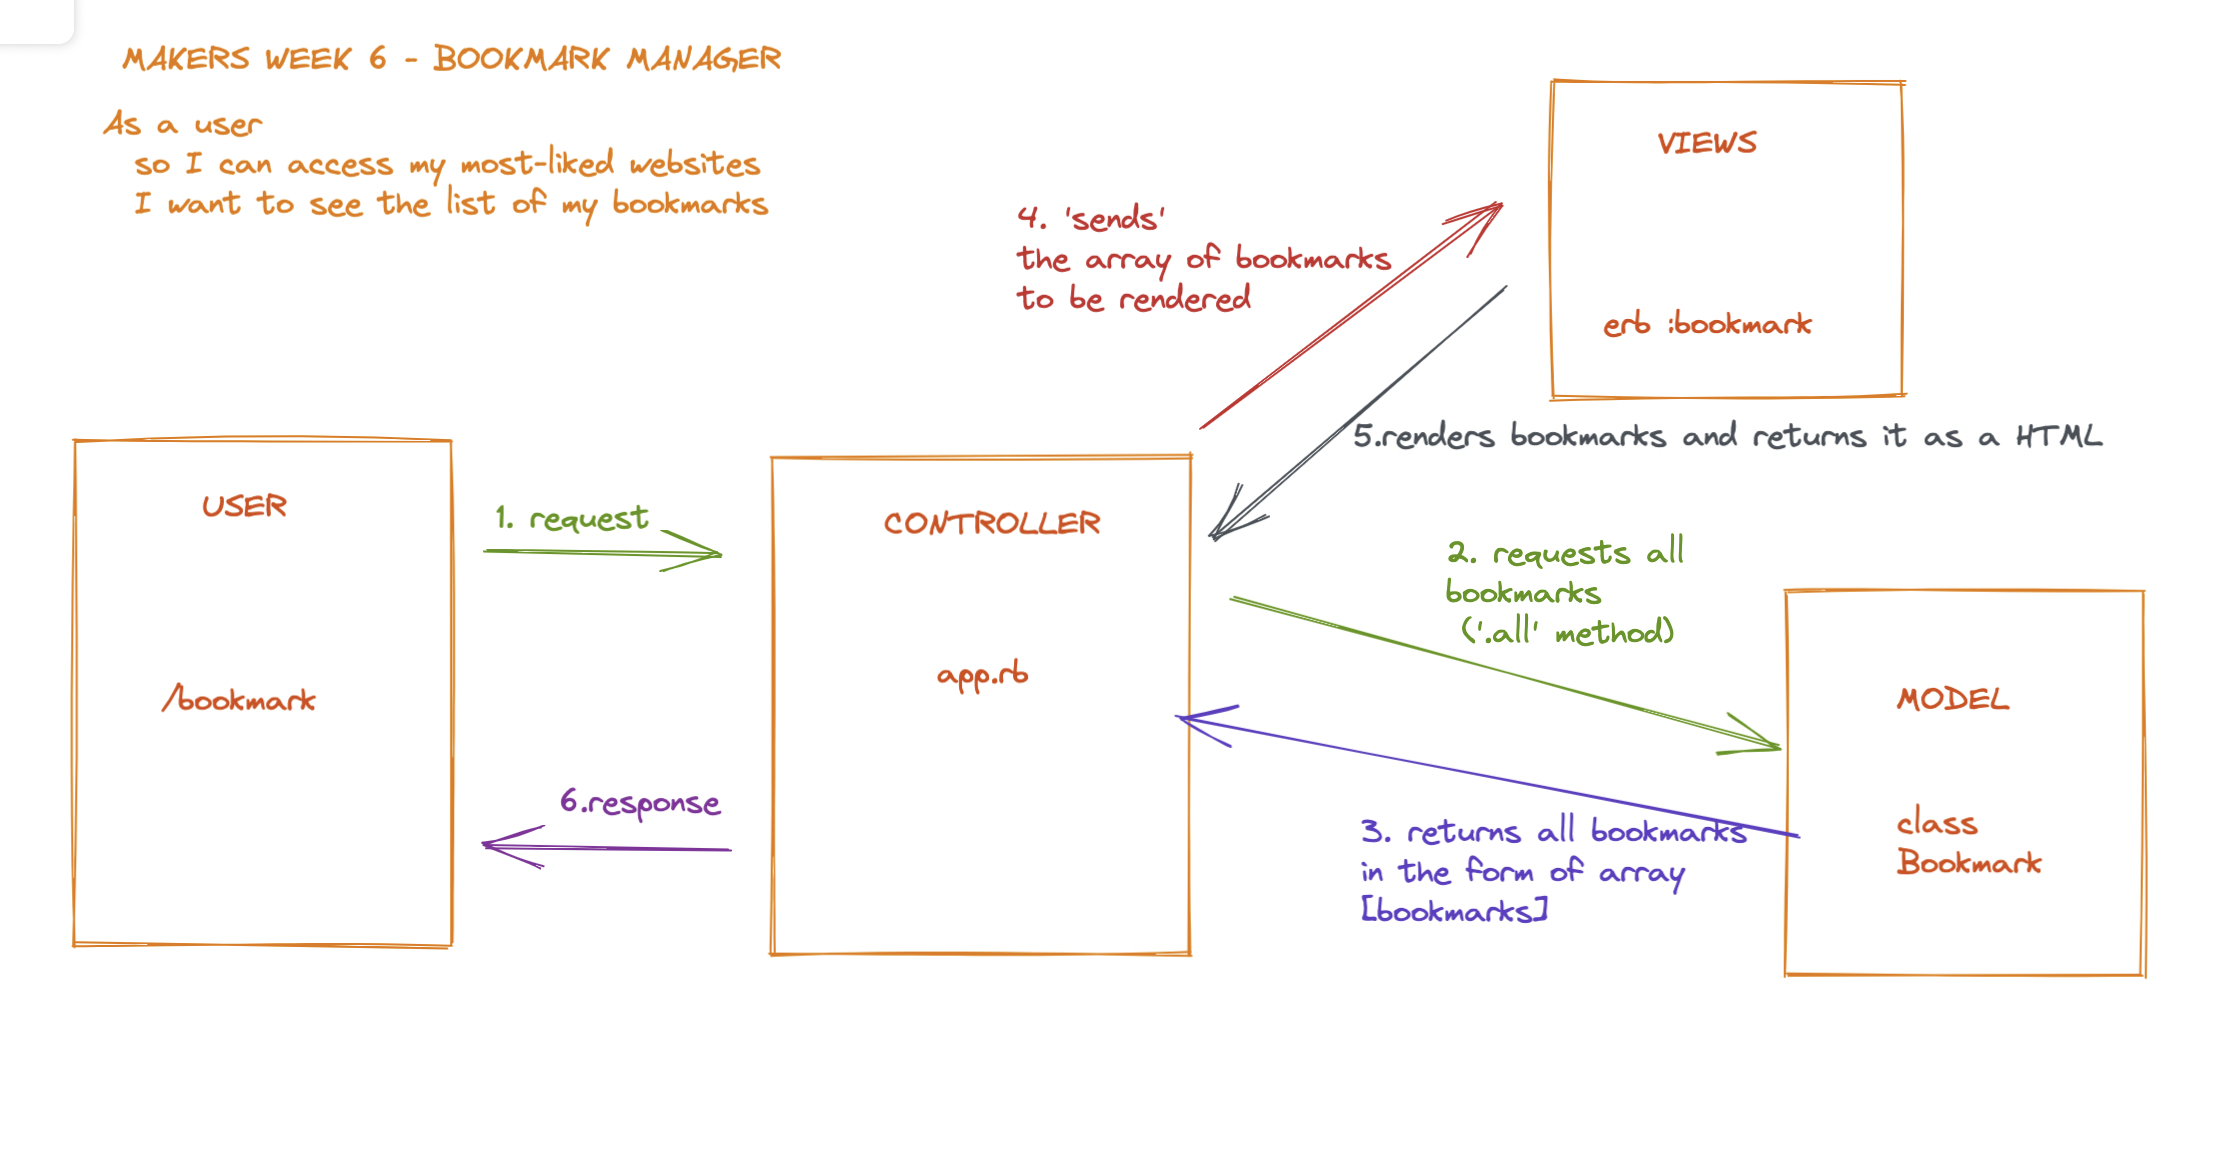 MAKERS WEEK 6 - BOOKMARK MANAGER
As a user
so I can access my most-liked websites
I want to see the list of my bookmarks
VIEWS
erb :bookmark
4. 'sends'
the array of bookmarks
to be rendered
5.renders bookmarks and returns it as a HTML
USER
/bookmark
1. request
CONTROLLER
app.rb
2. requests all
bookmarks
('.all' method)
MODEL
class
Bookmark
3. returns all bookmarks
in the form of array
[bookmarks]
6.response